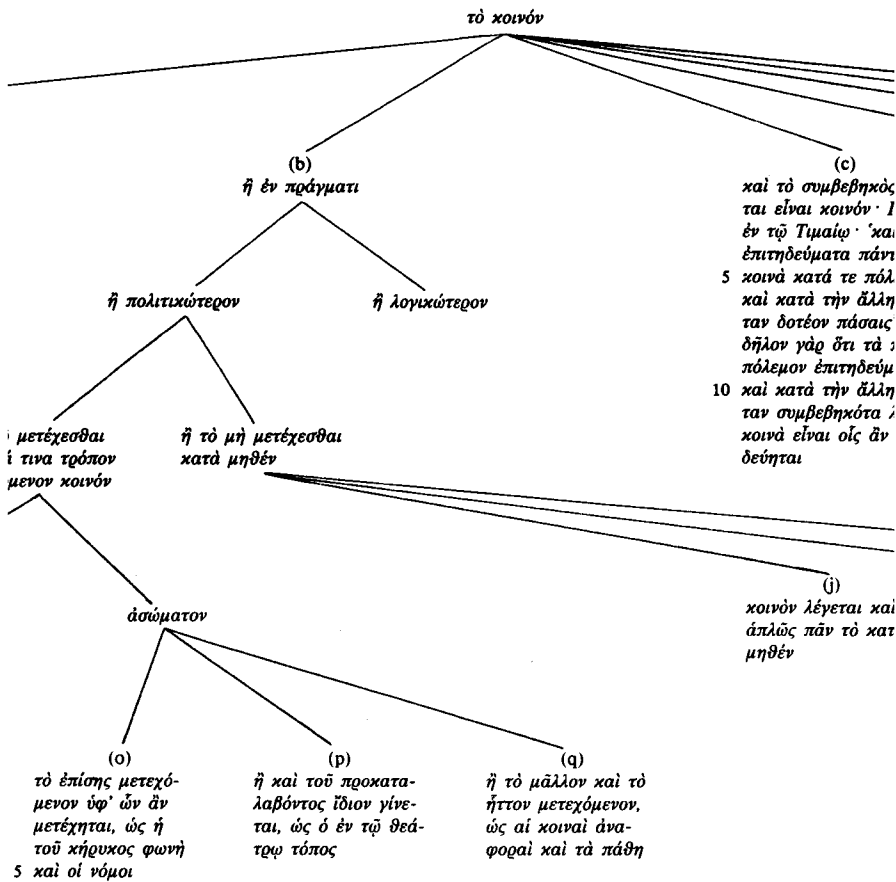 τὸ κοινόν
(b)
ἢ ἐν πράγματι
(c)
καὶ τὸ συμβεβηκὸς
ται εἶναι κοινόν·
ἐν τῷ Τιμαίῳ· ‘καὶ
ἐπιτηδεύματα πάντ
5 κοινὰ κατά τε πόλ
καὶ κατὰ τὴν ἄλλη
ταν δοτέον πάσαις’
δῆλον γὰρ ὅτι τὰ
πόλεμον ἐπιτηδεύμ
10 καὶ κατὰ τὴν ἄλλη
ταν συμβεβηκότα
κοινὰ εἶναι οἷς ἂν
δεύηται
ἢ πολιτικώτερον
ἢ λογικώτερον
μετέχεσθαι
ά τινα τρόπον
μενον κοινόν
ἢ τὸ μὴ μετέχεσθαι
κατὰ μηθέν
(j)
κοινὸν λέγεται καὶ
ἁπλῶς πᾶν τὸ κατ
μηθέν
ἀσώματον
(o)
τὸ ἐπίσης μετεχό-
μενον ὑφ’ ὧν ἂν
μετέχηται, ὡς ἡ
τοῦ κήρυκος φωνὴ
5 καὶ οἱ νόμοι
(p)
ἢ καὶ τοῦ προκατα-
λαβόντος ἴδιον γίνε-
ται, ὡς ὁ ἐν τῷ θεά-
τρῳ τόπος
(q)
ἢ τὸ μᾶλλον καὶ τὸ
ἧττον μετεχόμενον,
ὡς αἱ κοιναὶ ἀνα-
φοραὶ καὶ τὰ πάθη